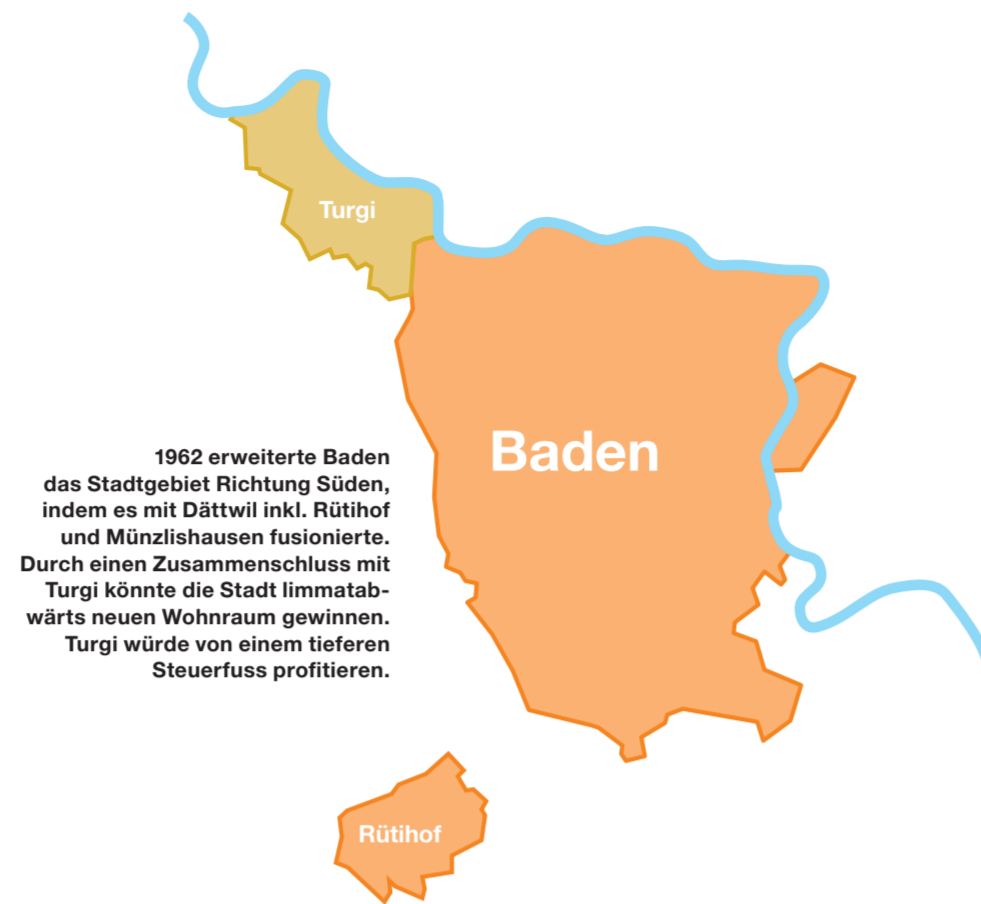 Turgi
Baden
1962 erweiterte Baden
das Stadtgebiet Richtung Süden,
indem es mit Dättwil inkl. Rütihof
und Münzlishausen fusionierte.
Durch einen Zusammenschluss mit
Turgi könnte die Stadt limmatab-
wärts neuen Wohnraum gewinnen.
Turgi würde von einem tieferen
Steuerfuss profitieren.
Rütihof